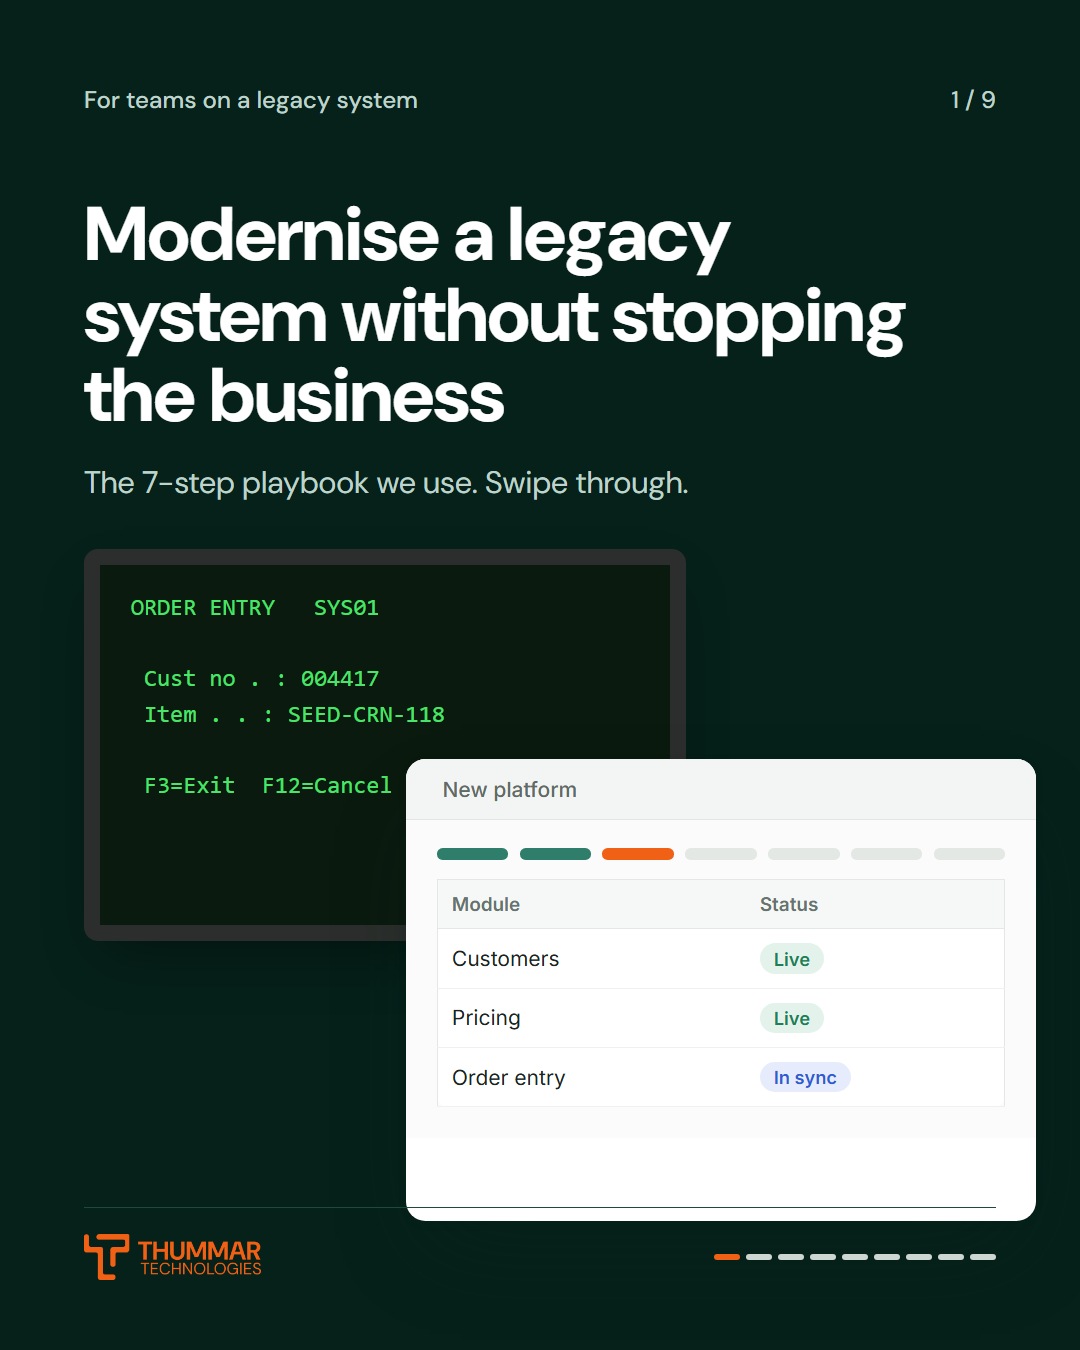 For teams on a legacy system
1 / 9
Modernise a legacy
system without stopping
the business
The 7-step playbook we use. Swipe through.
ORDER ENTRY   SYS01
Cust no . : 004417
Item . . : SEED-CRN-118
F3=Exit  F12=Cancel
New platform
Module Status
Customers Live
Pricing Live
Order entry In sync
THUMMAR
TECHNOLOGIES